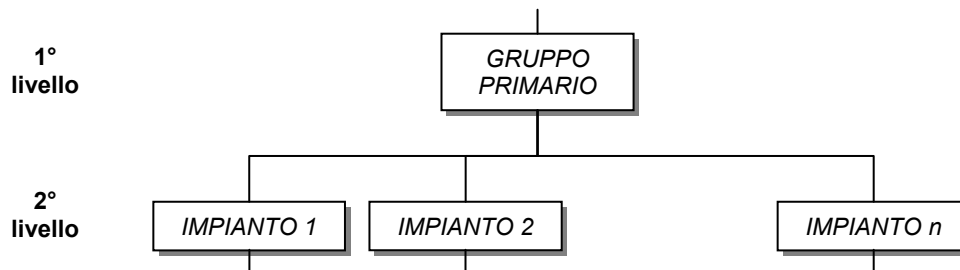 1°
livello
GRUPPO
PRIMARIO
2°
livello
IMPIANTO 1
IMPIANTO 2
IMPIANTO n